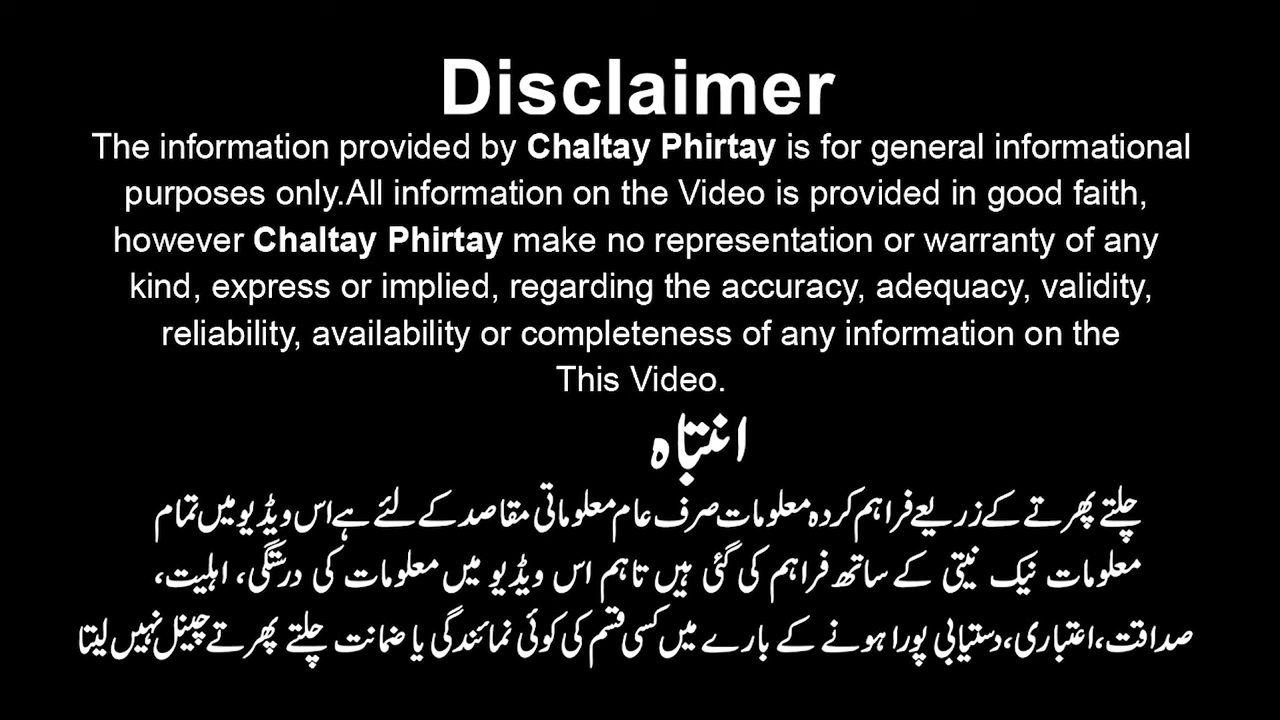 Disclaimer
The information provided by Chaltay Phirtay is for general informational
purposes only.All information on the Video is provided in good faith,
however Chaltay Phirtay make no representation or warranty of any
kind, express or implied, regarding the accuracy, adequacy, validity,
reliability, availability or completeness of any information on the
This Video.
انتباہ
چلتے پھرتے کے زریعے فراہم کردہ معلومات صرف عام معلوماتی مقاصد کے لئے ہے اس ویڈیو میں تمام
معلومات نیک نیتی کے ساتھ فراہم کی گئی ہیں تاہم اس ویڈیو میں معلومات کی درستگی، اہلیت،
صداقت،اعتباری،دستیابی پورا ہونے کے بارے میں کسی قسم کی کوئی نمائندگی یا ضمانت چلتے پھرتے چینل نہیں لیتا